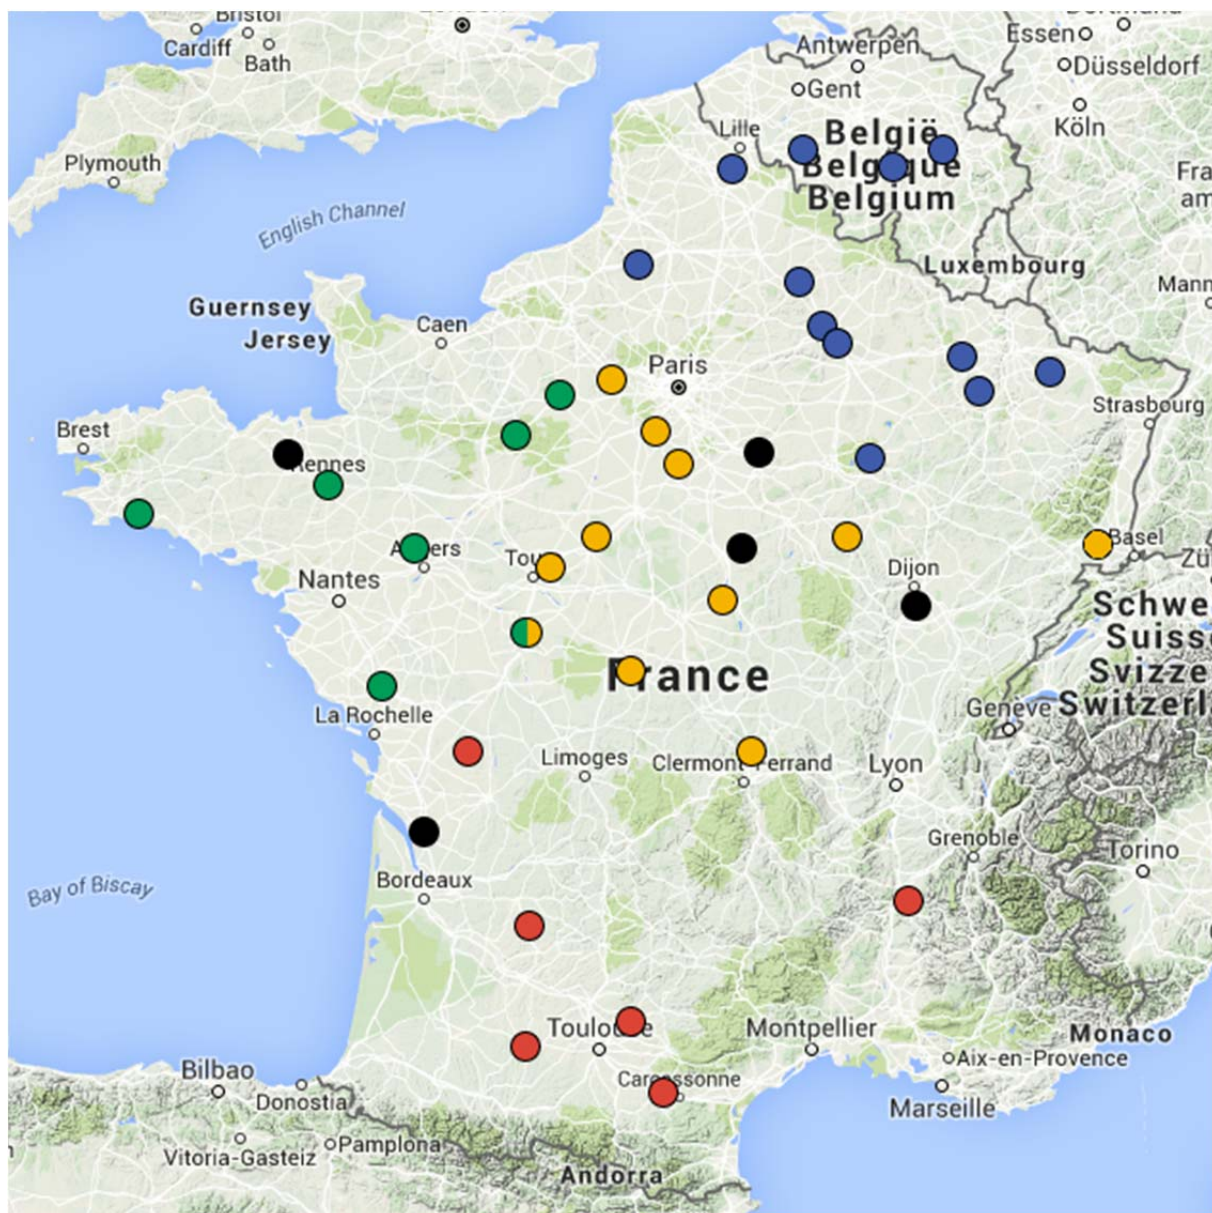 Bristol
Cardiff
Bath
Plymouth
English Channel
Antwerpen
Gent
Essen
Düsseldorf
Köln
Lille
België
Belgique
Belgium
Fra
am
Luxembourg
Mann
Guernsey
Jersey
Caen
Paris
Strasbourg
Brest
Rennes
Angers
Nantes
Tou
Dijon
Basel
Zü
Schwe
Suisse
Svizze
Switzerl
Genève
France
La Rochelle
Limoges
Clermont-Ferrand
Lyon
Grenoble
Torino
Bay of Biscay
Bordeaux
Toulouse
Montpellier
Monaco
Aix-en-Provence
Marseille
Carcassonne
Bilbao
Donostia
Vitoria-Gasteiz
Pamplona
Andorra